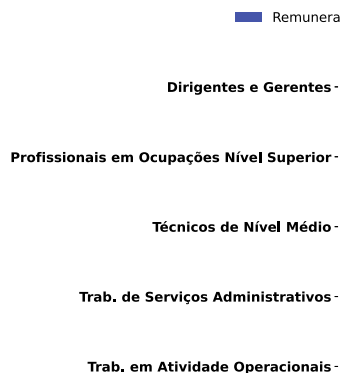 Remunera
Dirigentes e Gerentes
Profissionais em Ocupações Nível Superior
Técnicos de Nível Médio
Trab. de Serviços Administrativos
Trab. em Atividade Operacionais